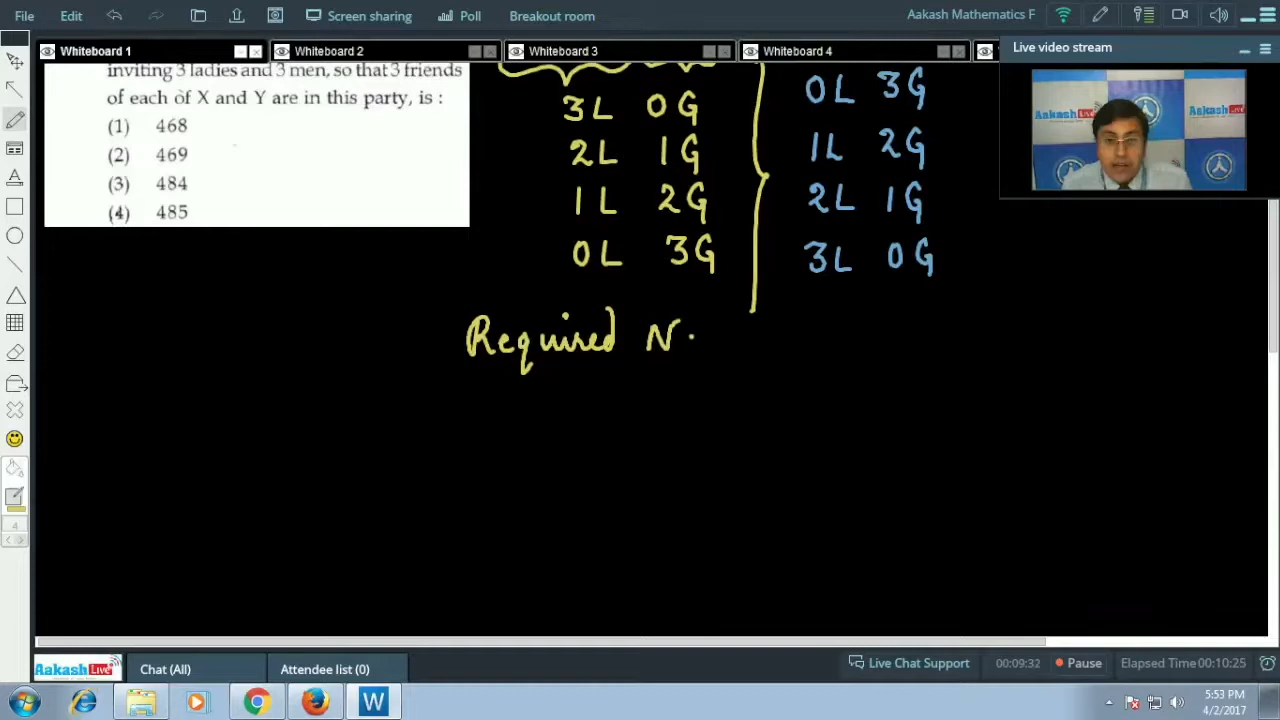 File Edit Screen sharing Poll Breakout room Aakash Mathematics F
Whiteboard 1 Whiteboard 2 Whiteboard 3 Whiteboard 4 Live video stream
inviting 3 ladies and 3 men, so that 3 friends
of each of X and Y are in this party, is :
(1) 468
(2) 469
(3) 484
(4) 485
3L 0G
2L 1G
1L 2G
0L 3G
0L 3G
1L 2G
2L 1G
3L 0G
Required N.
4
Aakash Live Chat (All) Attendee list (0) Live Chat Support 00:09:32 Pause Elapsed Time 00:10:25
5:53 PM
4/2/2017